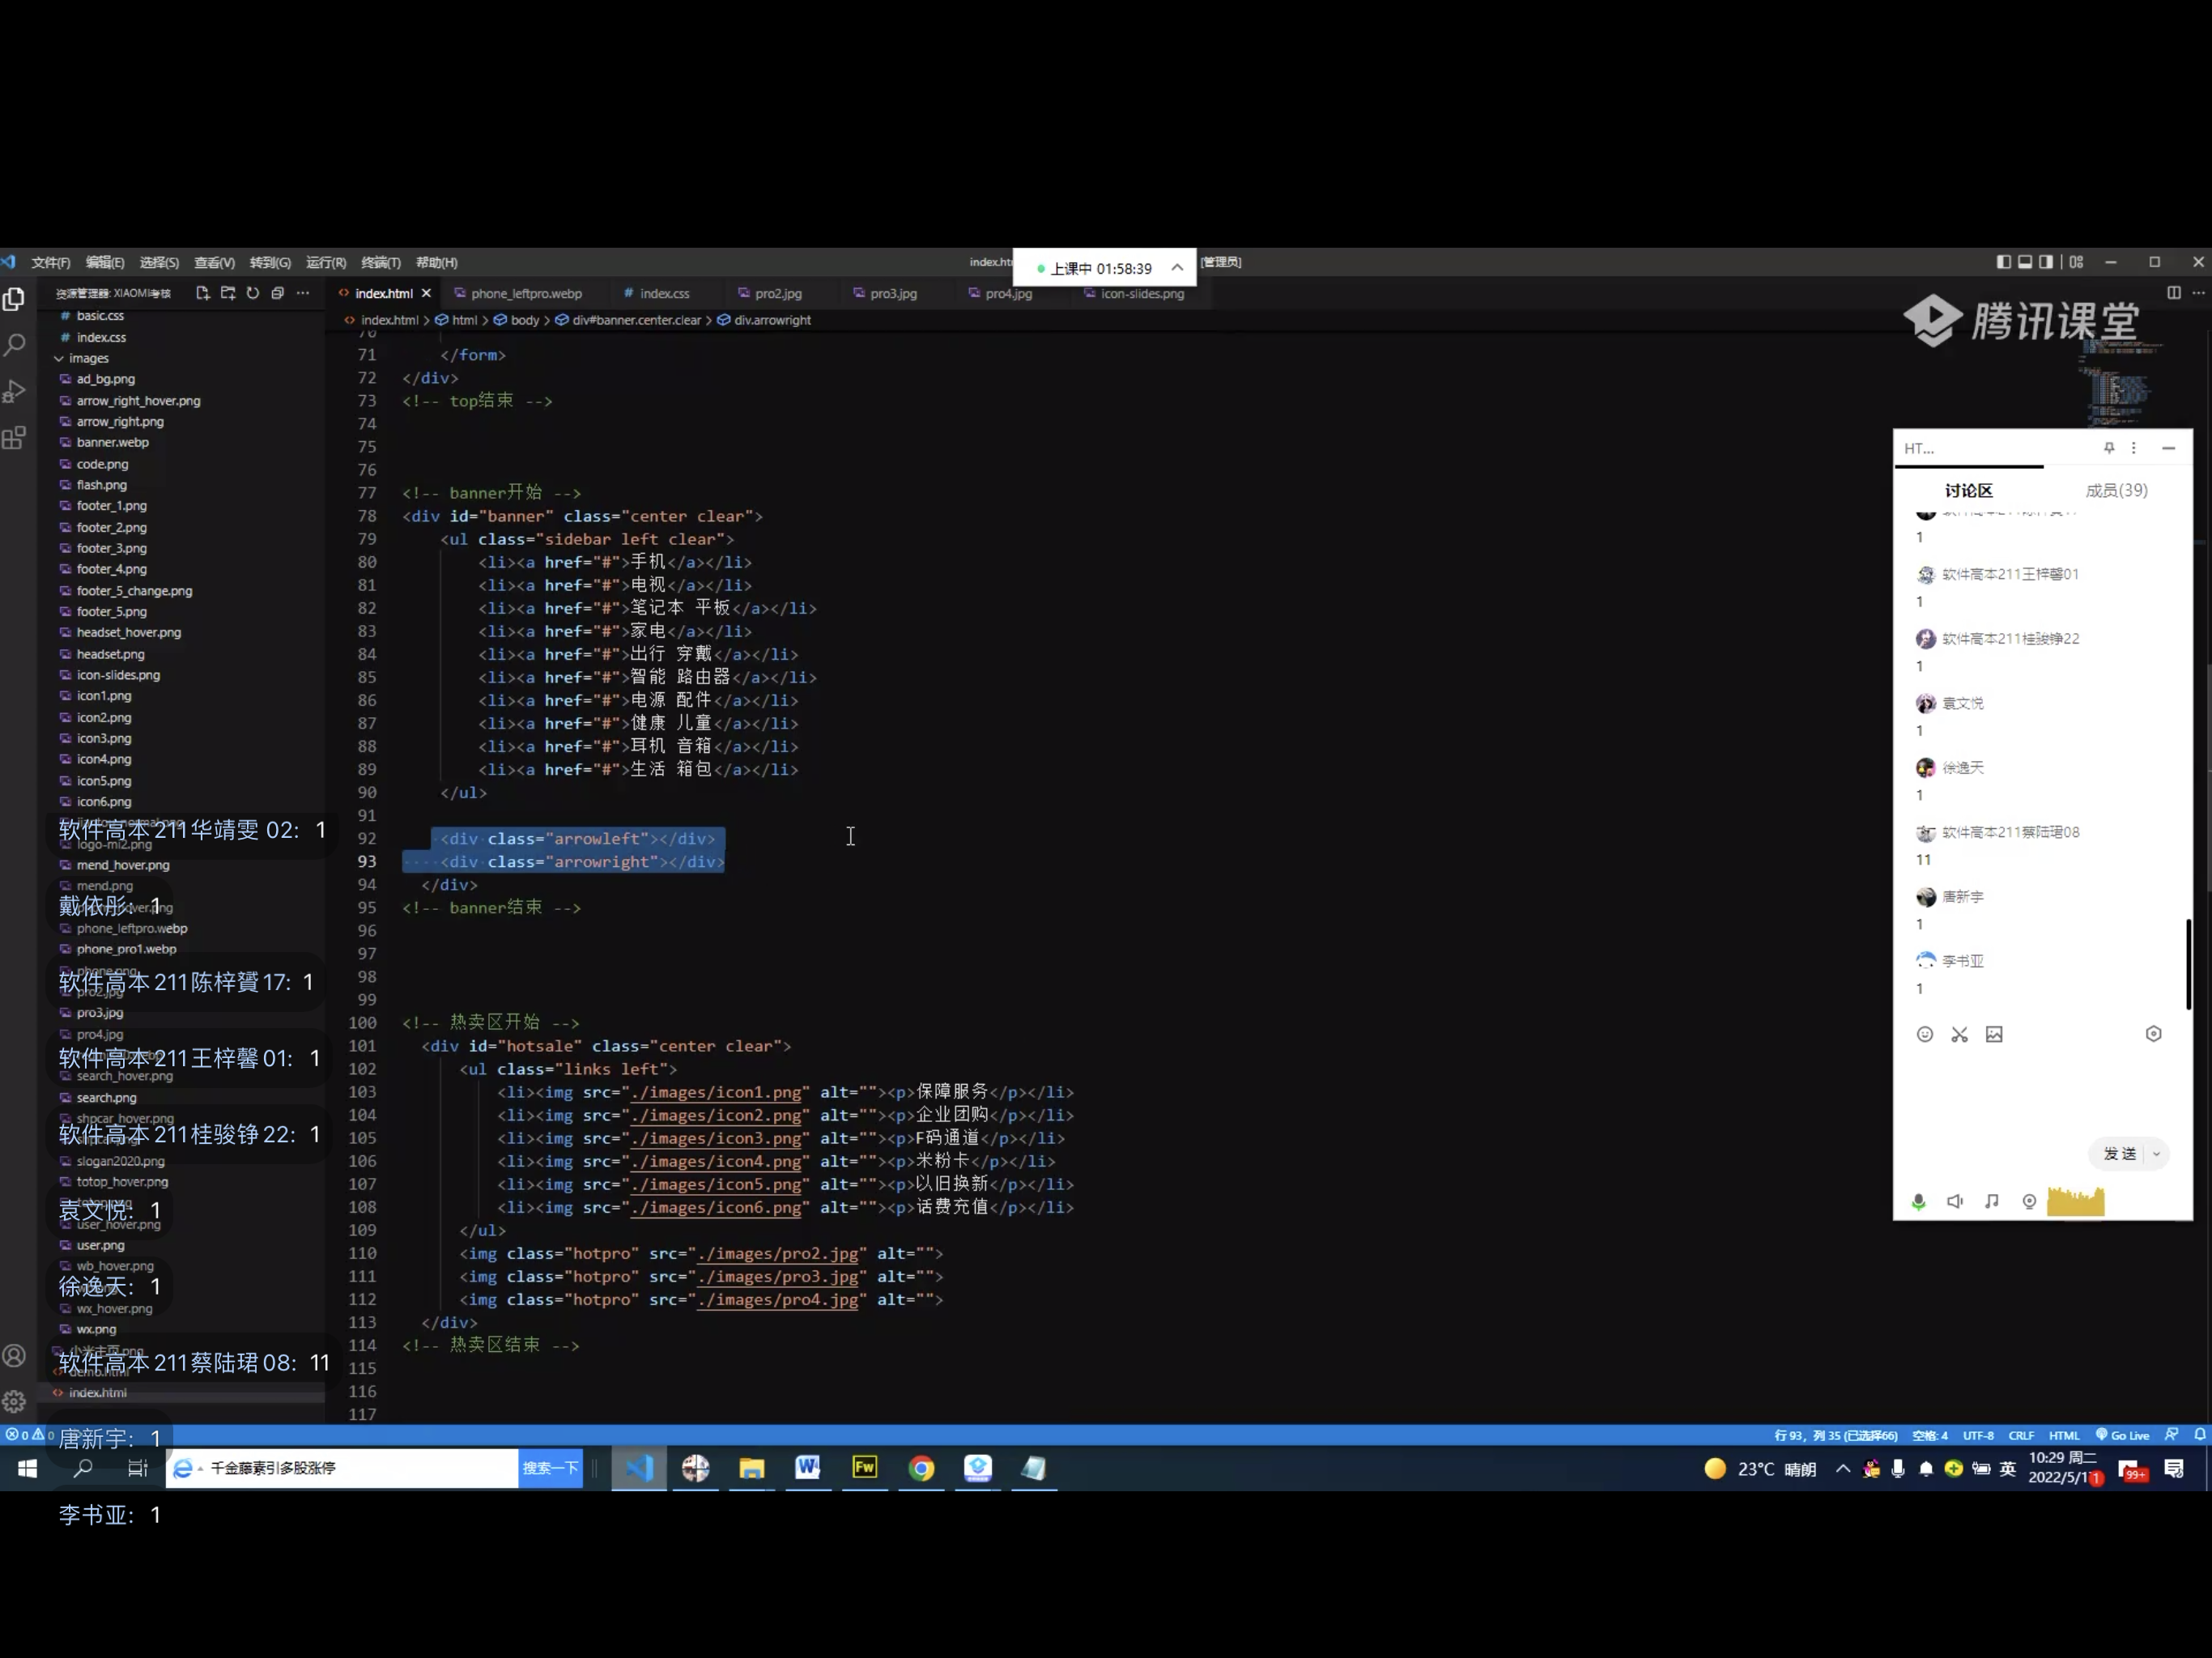 文件(F) 编辑(E) 选择(S) 查看(V) 转到(G) 运行(R) 终端(T) 帮助(H)
index.ht
上课中 01:58:39
[管理员]
资源管理器: XIAOMI考核
index.html
phone_leftpro.webp
# index.css
pro2.jpg
pro3.jpg
pro4.jpg
icon-slides.png
index.html > html > body > div#banner.center.clear > div.arrowright
腾讯课堂
# basic.css
# index.css
images
ad_bg.png
arrow_right_hover.png
arrow_right.png
banner.webp
code.png
flash.png
footer_1.png
footer_2.png
footer_3.png
footer_4.png
footer_5_change.png
footer_5.png
headset_hover.png
headset.png
icon-slides.png
icon1.png
icon2.png
icon3.png
icon4.png
icon5.png
icon6.png
软件高本211华靖雯02: 1
logo-mi2.png
mend_hover.png
mend.png
戴依彤: 1
phone_leftpro.webp
phone_pro1.webp
phone.png
软件高本211陈梓贇17: 1
pro2.jpg
pro3.jpg
pro4.jpg
软件高本211王梓馨01: 1
search_hover.png
search.png
shpcar_hover.png
软件高本211桂骏铮22: 1
slogan2020.png
totop_hover.png
袁文悦: 1
user_hover.png
user.png
wb_hover.png
徐逸天: 1
wx_hover.png
wx.png
小米主页.png
软件高本211蔡陆珺08: 11
demo.html
index.html
唐新宇: 1
李书亚: 1
71 </form>
72 </div>
73 <!-- top结束 -->
74
75
76
77 <!-- banner开始 -->
78 <div id="banner" class="center clear">
79 <ul class="sidebar left clear">
80 <li><a href="#">手机</a></li>
81 <li><a href="#">电视</a></li>
82 <li><a href="#">笔记本 平板</a></li>
83 <li><a href="#">家电</a></li>
84 <li><a href="#">出行 穿戴</a></li>
85 <li><a href="#">智能 路由器</a></li>
86 <li><a href="#">电源 配件</a></li>
87 <li><a href="#">健康 儿童</a></li>
88 <li><a href="#">耳机 音箱</a></li>
89 <li><a href="#">生活 箱包</a></li>
90 </ul>
91
92 <div class="arrowleft"></div>
93 <div class="arrowright"></div>
94 </div>
95 <!-- banner结束 -->
96
97
98
99
100 <!-- 热卖区开始 -->
101 <div id="hotsale" class="center clear">
102 <ul class="links left">
103 <li><img src="./images/icon1.png" alt=""><p>保障服务</p></li>
104 <li><img src="./images/icon2.png" alt=""><p>企业团购</p></li>
105 <li><img src="./images/icon3.png" alt=""><p>F码通道</p></li>
106 <li><img src="./images/icon4.png" alt=""><p>米粉卡</p></li>
107 <li><img src="./images/icon5.png" alt=""><p>以旧换新</p></li>
108 <li><img src="./images/icon6.png" alt=""><p>话费充值</p></li>
109 </ul>
110 <img class="hotpro" src="./images/pro2.jpg" alt="">
111 <img class="hotpro" src="./images/pro3.jpg" alt="">
112 <img class="hotpro" src="./images/pro4.jpg" alt="">
113 </div>
114 <!-- 热卖区结束 -->
115
116
117
HT...
讨论区 成员(39)
1
软件高本211王梓馨01
1
软件高本211桂骏铮22
1
袁文悦
1
徐逸天
1
软件高本211蔡陆珺08
11
唐新宇
1
李书亚
1
发送
0 0
行 93，列 35 (已选择66) 空格: 4 UTF-8 CRLF HTML Go Live
千金藤素引多股涨停
搜索一下
W
Fw
23°C 晴朗
英
10:29 周二
2022/5/17
1
99+